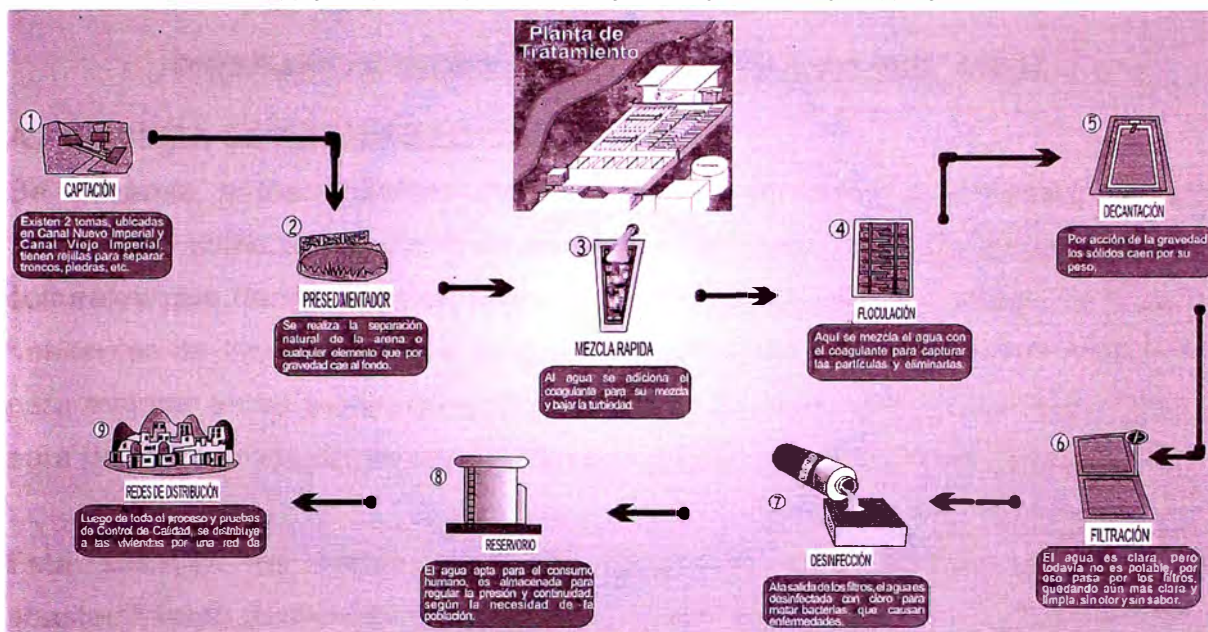 Planta de
Tratamiento
①
CAPTACIÓN
Existen 2 tomas, ubicadas
en Canal Nuevo Imperial y
Canal Viejo Imperial,
tienen rejillas para separar
troncos, piedras, etc.
②
PRESEDIMENTADOR
Se realiza la separación
natural de la arena o
cualquier elemento que por
gravedad cae al fondo.
③
MEZCLA RAPIDA
Al agua se adiciona el
coagulante para su mezcla
y bajar la turbiedad.
④
FLOCULACIÓN
Aquí se mezcla el agua con
el coagulante para capturar
las partículas y eliminarlas.
⑤
DECANTACIÓN
Por acción de la gravedad
los sólidos caen por su
peso,
⑥
FILTRACIÓN
El agua es clara, pero
todavía no es potable, por
eso pasa por los filtros,
quedando aún mas clara y
limpia, sin olor y sin sabor.
⑦
DESINFECCIÓN
A la salida de los filtros, el agua es
desinfectada con cloro para
matar bacterias que causan
enfermedades.
⑧
RESERVORIO
El agua apta para el consumo
humano, es almacenada para
regular la presión y continuidad,
según la necesidad de la
población.
⑨
REDES DE DISTRIBUCIÓN
Luego de todo el proceso y pruebas
de Control de Calidad, se distribuye
a las viviendas por una red de